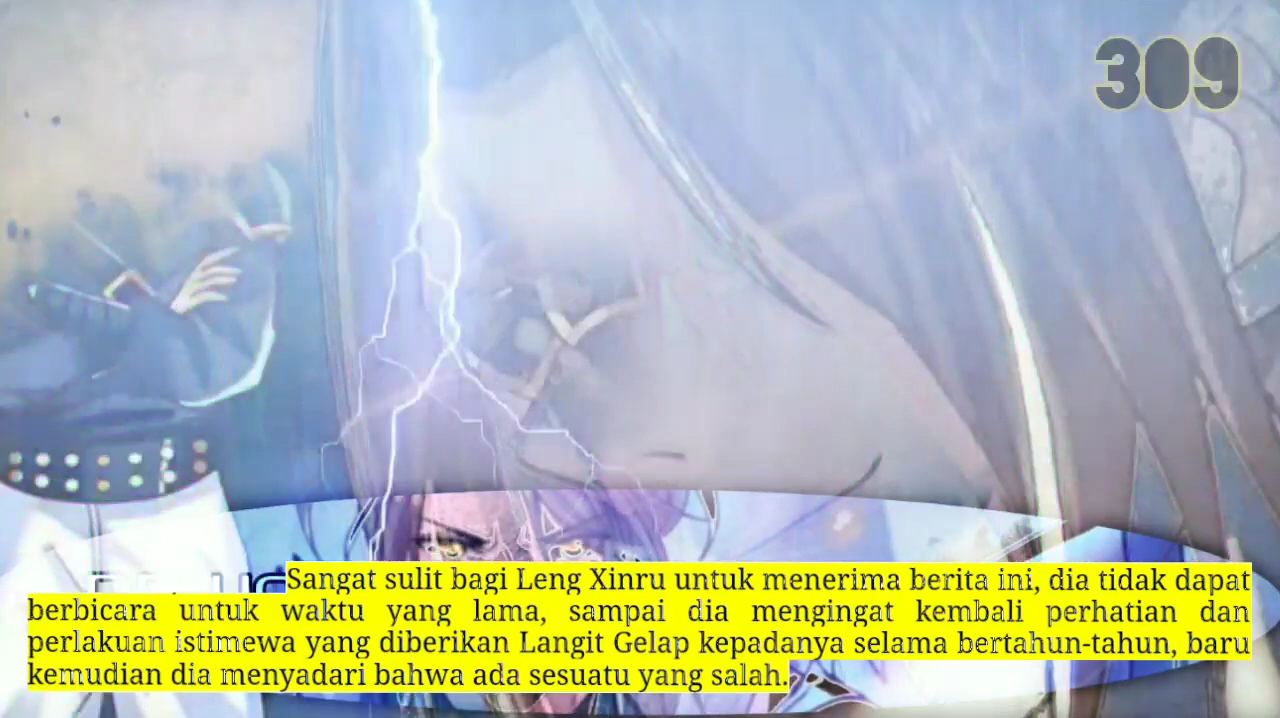 309
Sangat sulit bagi Leng Xinru untuk menerima berita ini, dia tidak dapat
berbicara untuk waktu yang lama, sampai dia mengingat kembali perhatian dan
perlakuan istimewa yang diberikan Langit Gelap kepadanya selama bertahun-tahun, baru
kemudian dia menyadari bahwa ada sesuatu yang salah.